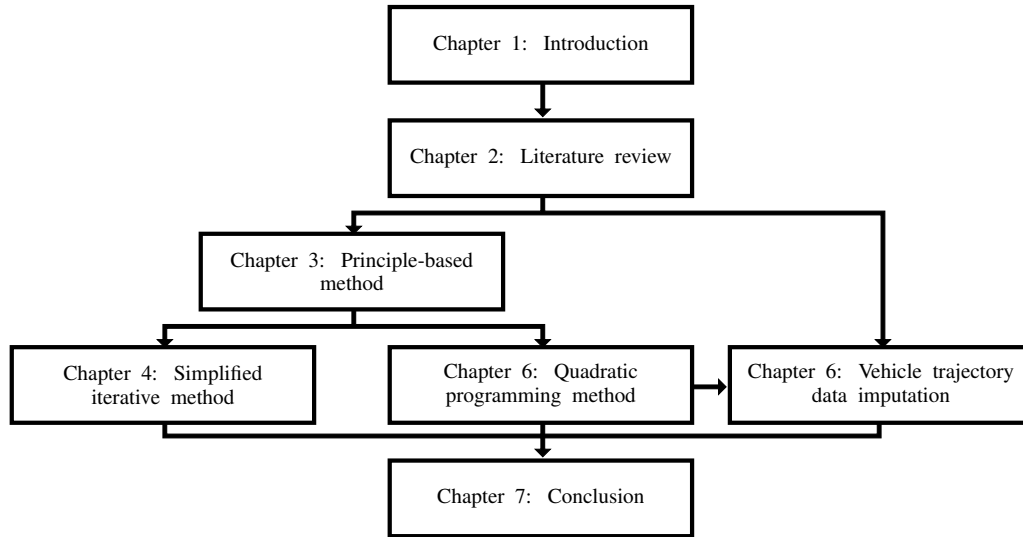 Chapter 1: Introduction
Chapter 2: Literature review
Chapter 3: Principle-based
method
Chapter 4: Simplified
iterative method
Chapter 6: Quadratic
programming method
Chapter 6: Vehicle trajectory
data imputation
Chapter 7: Conclusion